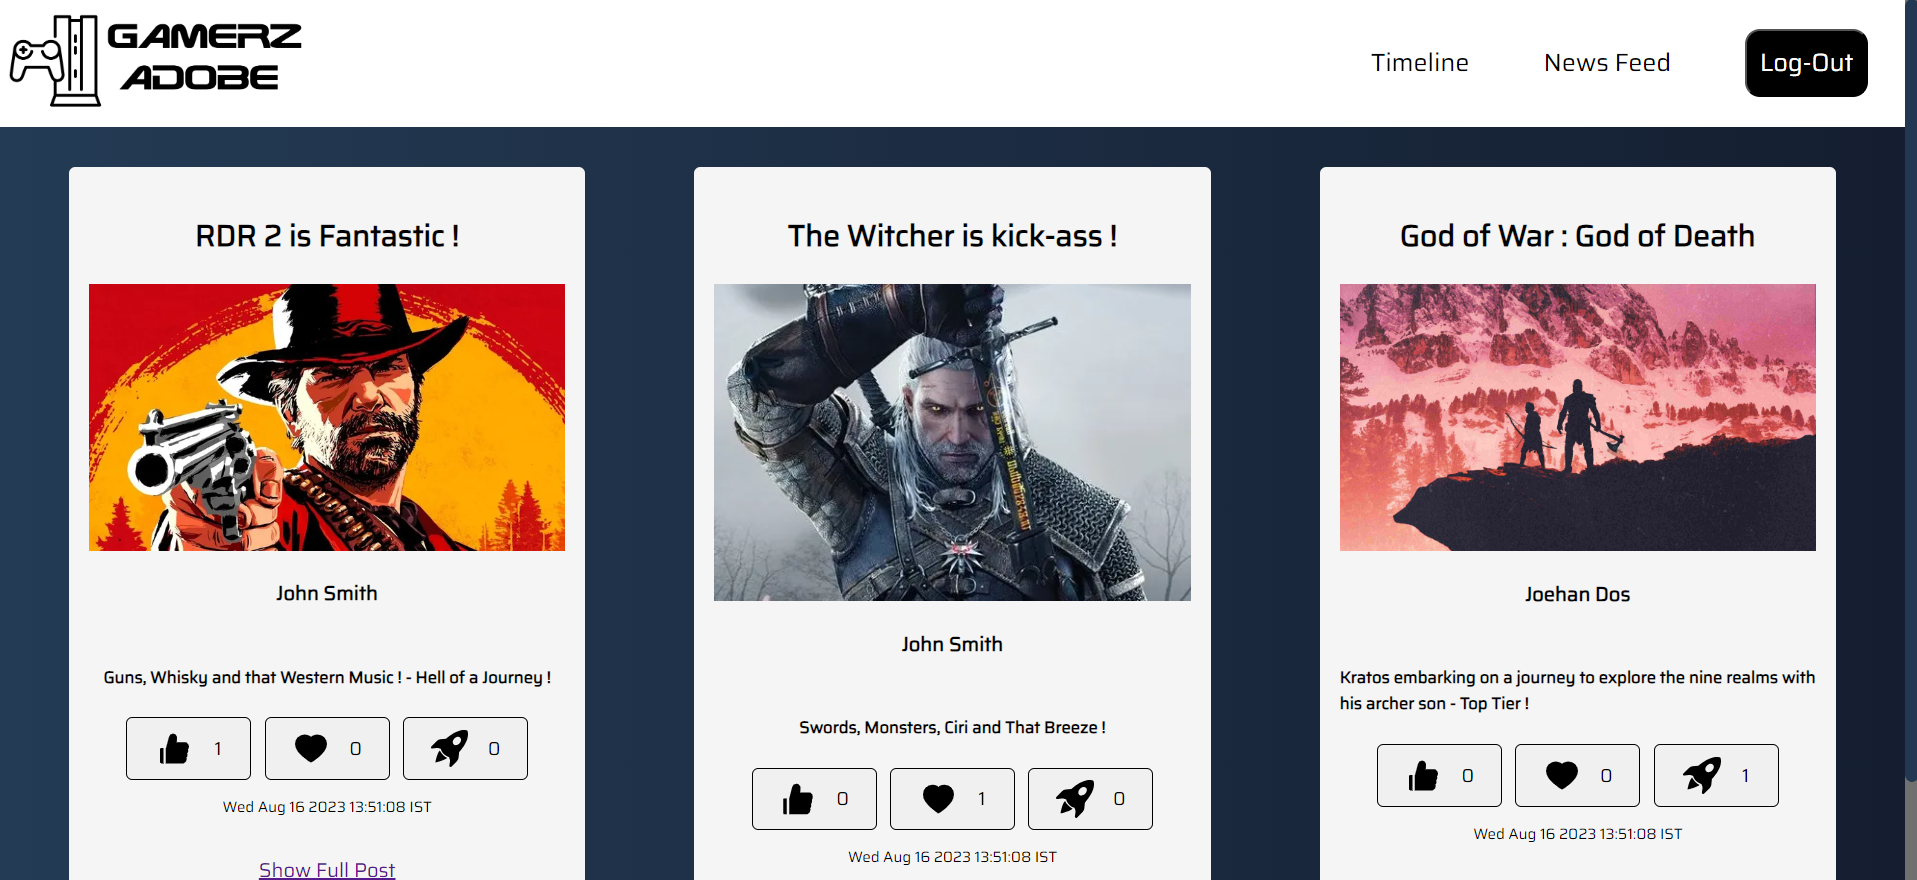 GAMERZ
ADOBE
Timeline
News Feed
Log-Out
RDR 2 is Fantastic !
John Smith
Guns, Whisky and that Western Music ! - Hell of a Journey !
1
0
0
Wed Aug 16 2023 13:51:08 IST
Show Full Post
The Witcher is kick-ass !
John Smith
Swords, Monsters, Ciri and That Breeze !
0
1
0
Wed Aug 16 2023 13:51:08 IST
God of War : God of Death
Joehan Dos
Kratos embarking on a journey to explore the nine realms with
his archer son - Top Tier !
0
0
1
Wed Aug 16 2023 13:51:08 IST